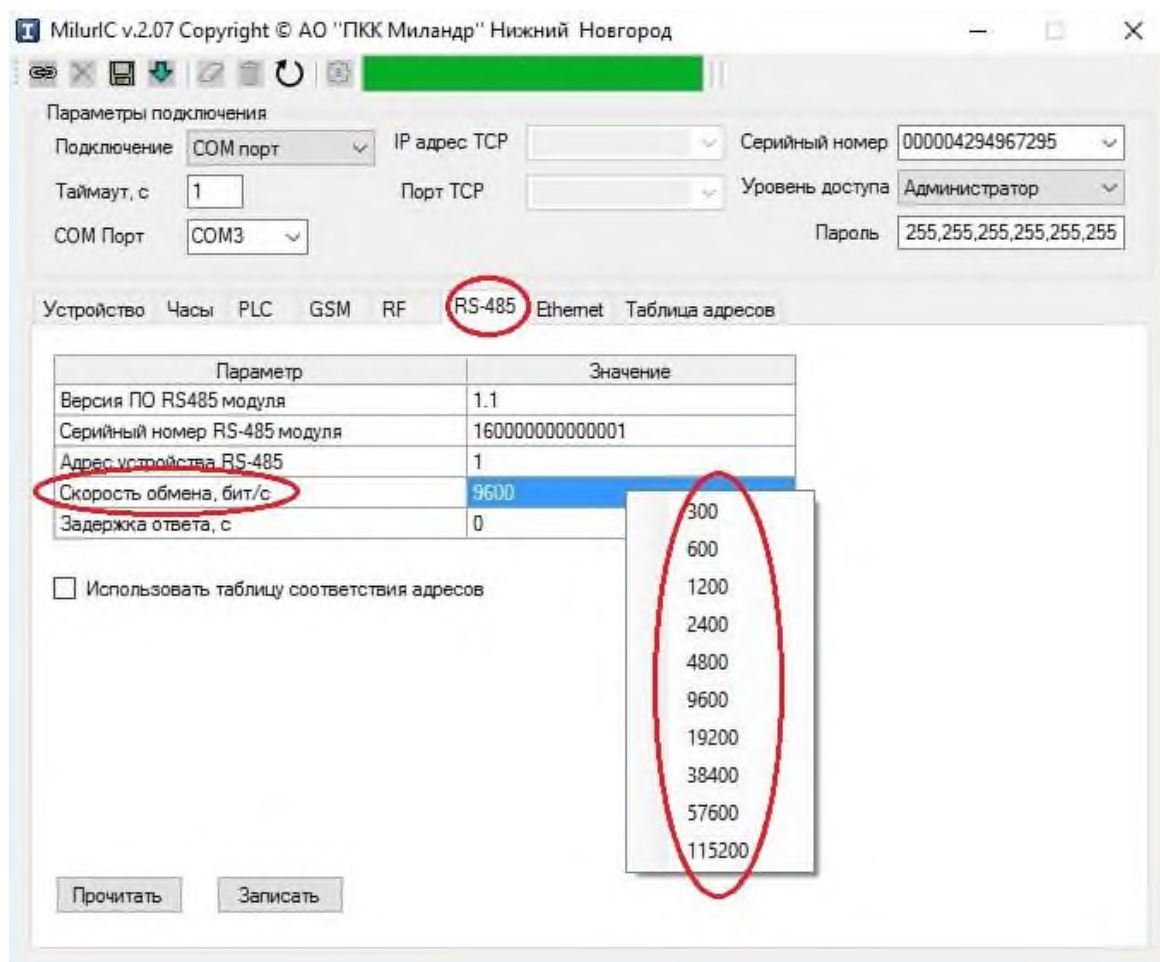 MilurIC v.2.07 Copyright © АО "ПКК Миландр" Нижний Новгород
Параметры подключения
Подключение COM порт IP адрес TCP Серийный номер 000004294967295
Таймаут, с 1 Порт TCP Уровень доступа Администратор
COM Порт COM3 Пароль 255,255,255,255,255,255
Устройство Часы PLC GSM RF RS-485 Ethernet Таблица адресов
Параметр Значение
Версия ПО RS485 модуля 1.1
Серийный номер RS-485 модуля 160000000000001
Адрес устройства RS-485 1
Скорость обмена, бит/с 9600
Задержка ответа, с 0
300
600
Использовать таблицу соответствия адресов 1200
2400
4800
9600
19200
38400
57600
115200
Прочитать Записать